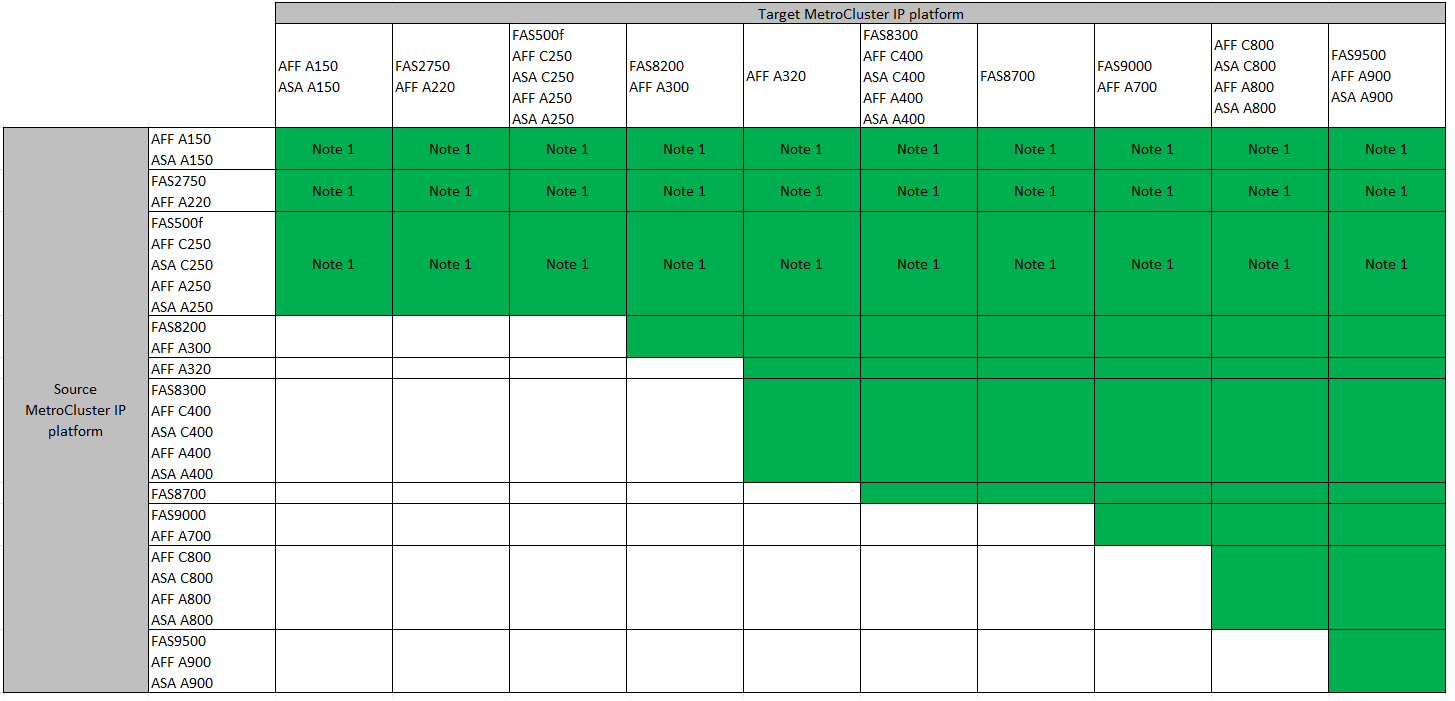 Target MetroCluster IP platform
AFF A150
ASA A150
FAS2750
AFF A220
FAS500f
AFF C250
ASA C250
AFF A250
ASA A250
FAS8200
AFF A300
AFF A320
FAS8300
AFF C400
ASA C400
AFF A400
ASA A400
FAS8700
FAS9000
AFF A700
AFF C800
ASA C800
AFF A800
ASA A800
FAS9500
AFF A900
ASA A900
Source
MetroCluster IP
platform
AFF A150
ASA A150
Note 1 Note 1 Note 1 Note 1 Note 1 Note 1 Note 1 Note 1 Note 1 Note 1
FAS2750
AFF A220
Note 1 Note 1 Note 1 Note 1 Note 1 Note 1 Note 1 Note 1 Note 1 Note 1
FAS500f
AFF C250
ASA C250
AFF A250
ASA A250
Note 1 Note 1 Note 1 Note 1 Note 1 Note 1 Note 1 Note 1 Note 1 Note 1
FAS8200
AFF A300
AFF A320
FAS8300
AFF C400
ASA C400
AFF A400
ASA A400
FAS8700
FAS9000
AFF A700
AFF C800
ASA C800
AFF A800
ASA A800
FAS9500
AFF A900
ASA A900